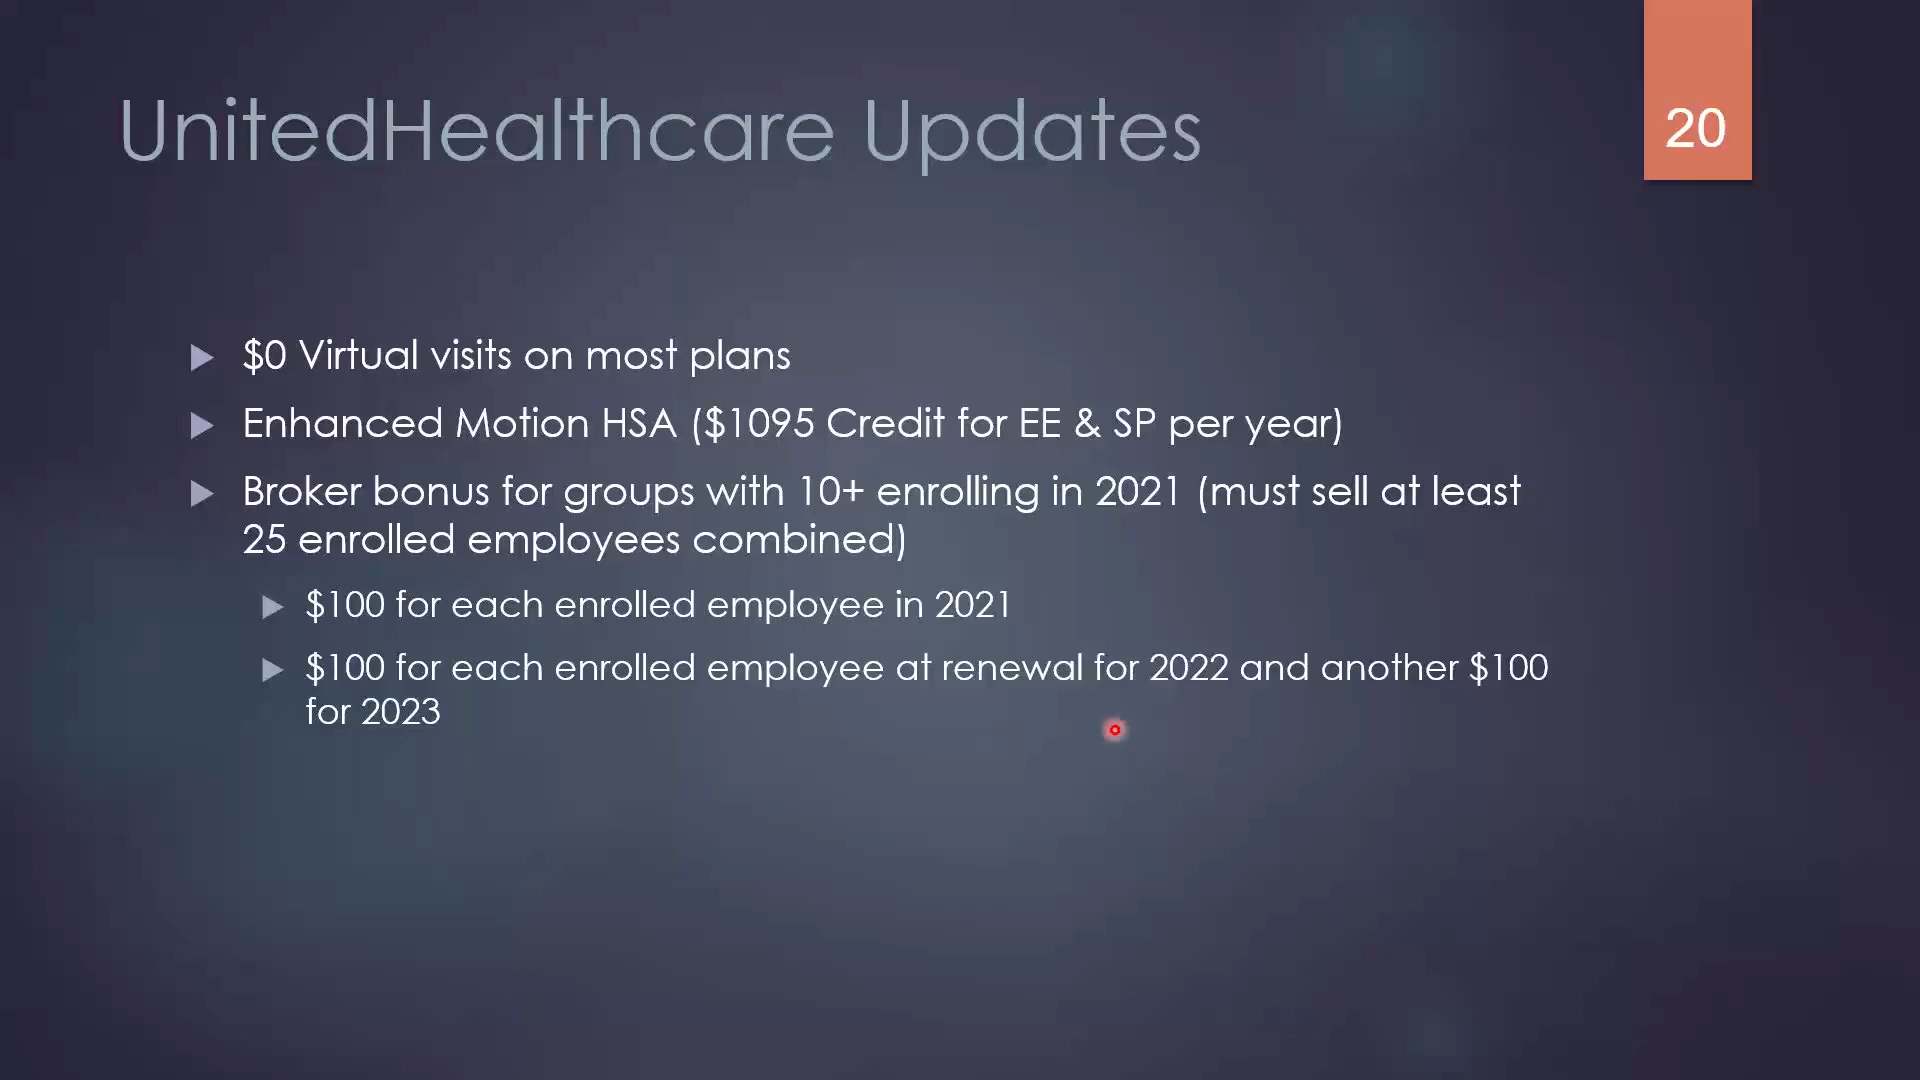 UnitedHealthcare Updates
20
$0 Virtual visits on most plans
Enhanced Motion HSA ($1095 Credit for EE & SP per year)
Broker bonus for groups with 10+ enrolling in 2021 (must sell at least
25 enrolled employees combined)
$100 for each enrolled employee in 2021
$100 for each enrolled employee at renewal for 2022 and another $100
for 2023